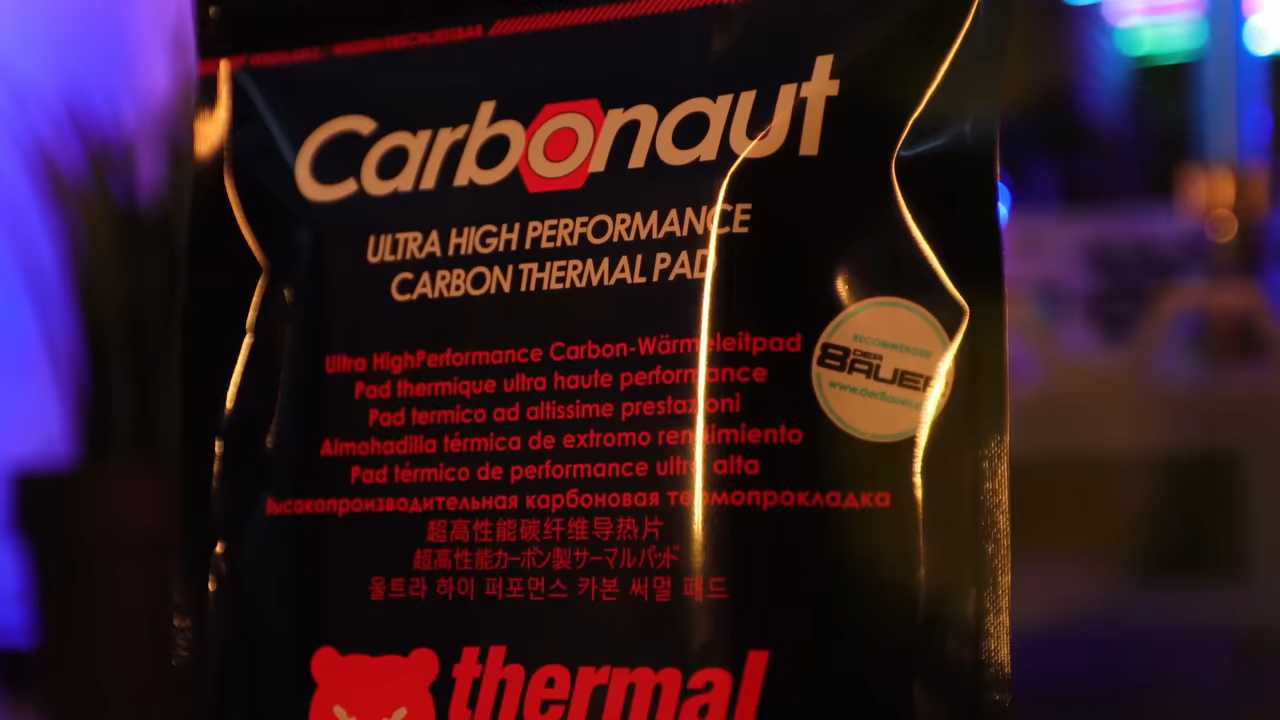 Carbonaut
ULTRA HIGH PERFORMANCE
CARBON THERMAL PAD
Ultra HighPerformance Carbon-Wärmeleitpad
Pad thermique ultra haute performance
Pad termico ad altissime prestazioni
Almohadilla térmica de extromo rendimiento
Pad térmico de performance ultra alta
Высокопроизводительная карбоновая термопрокладка
超高性能碳纤维导热片
超高性能カーボン製サーマルパッド
울트라 하이 퍼포먼스 카본 써멀 패드
RECOMMENDED
DER
8AUER
thermal